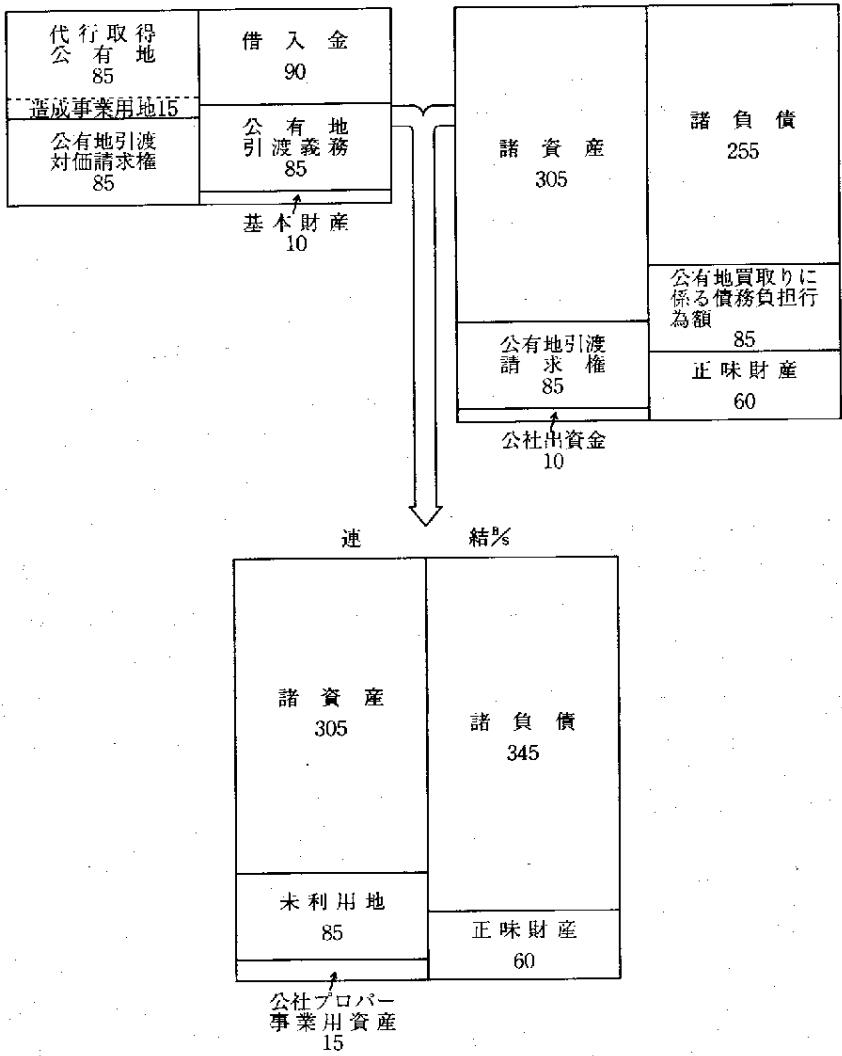 代行取得
公有地
85
造成事業用地15
公有地引渡
対価請求権
85
借入金
90
公有地
引渡義務
85
基本財産
10
諸資産
305
公有地引渡
請求権
85
公社出資金
10
諸負債
255
公有地買取りに
係る債務負担行
為額
85
正味財産
60
連結B/S
諸資産
305
未利用地
85
公社プロパー
事業用資産
15
諸負債
345
正味財産
60